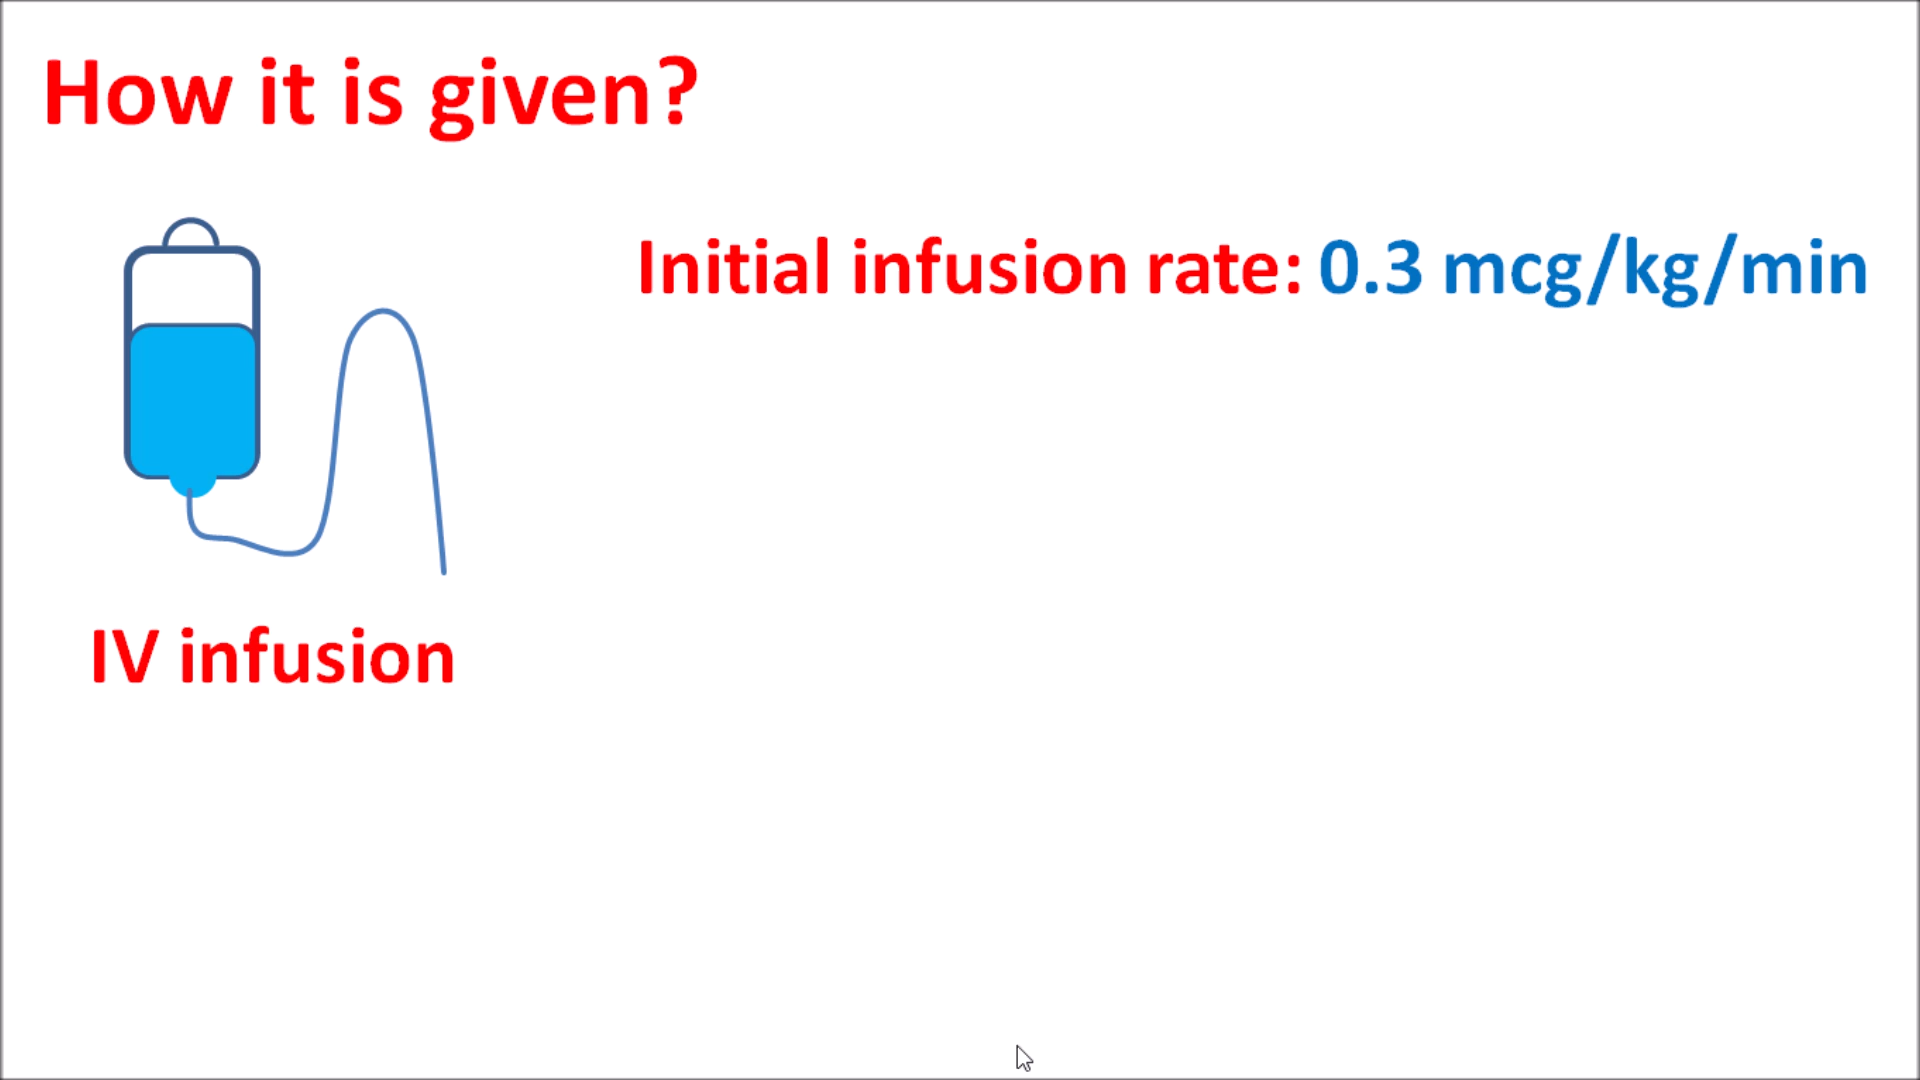 How it is given?
Initial infusion rate: 0.3 mcg/kg/min
IV infusion